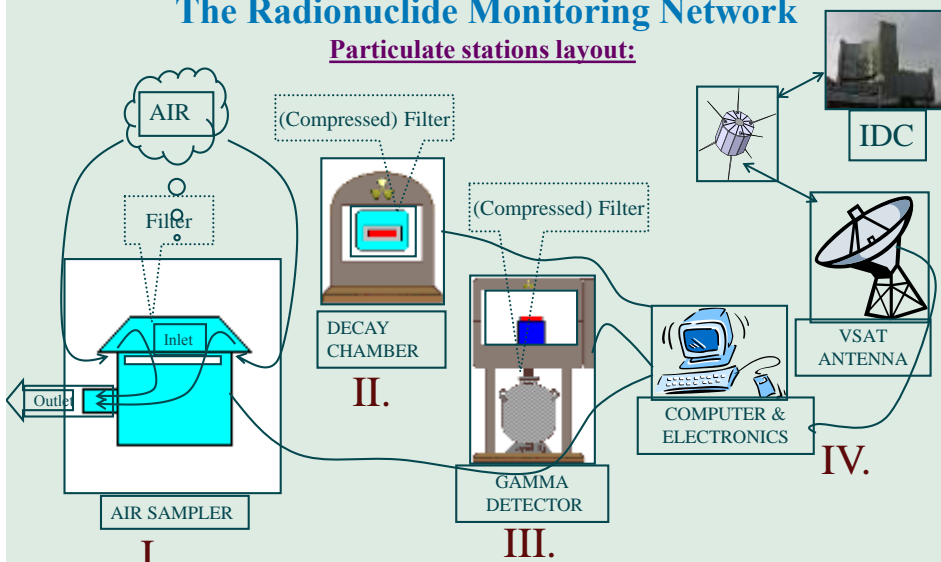 The Radionuclide Monitoring Network
Particulate stations layout:
AIR
(Compressed) Filter
IDC
Filter
(Compressed) Filter
Inlet
DECAY
CHAMBER
II.
VSAT
ANTENNA
Outlet
COMPUTER &
ELECTRONICS
IV.
GAMMA
DETECTOR
AIR SAMPLER
III.
I.